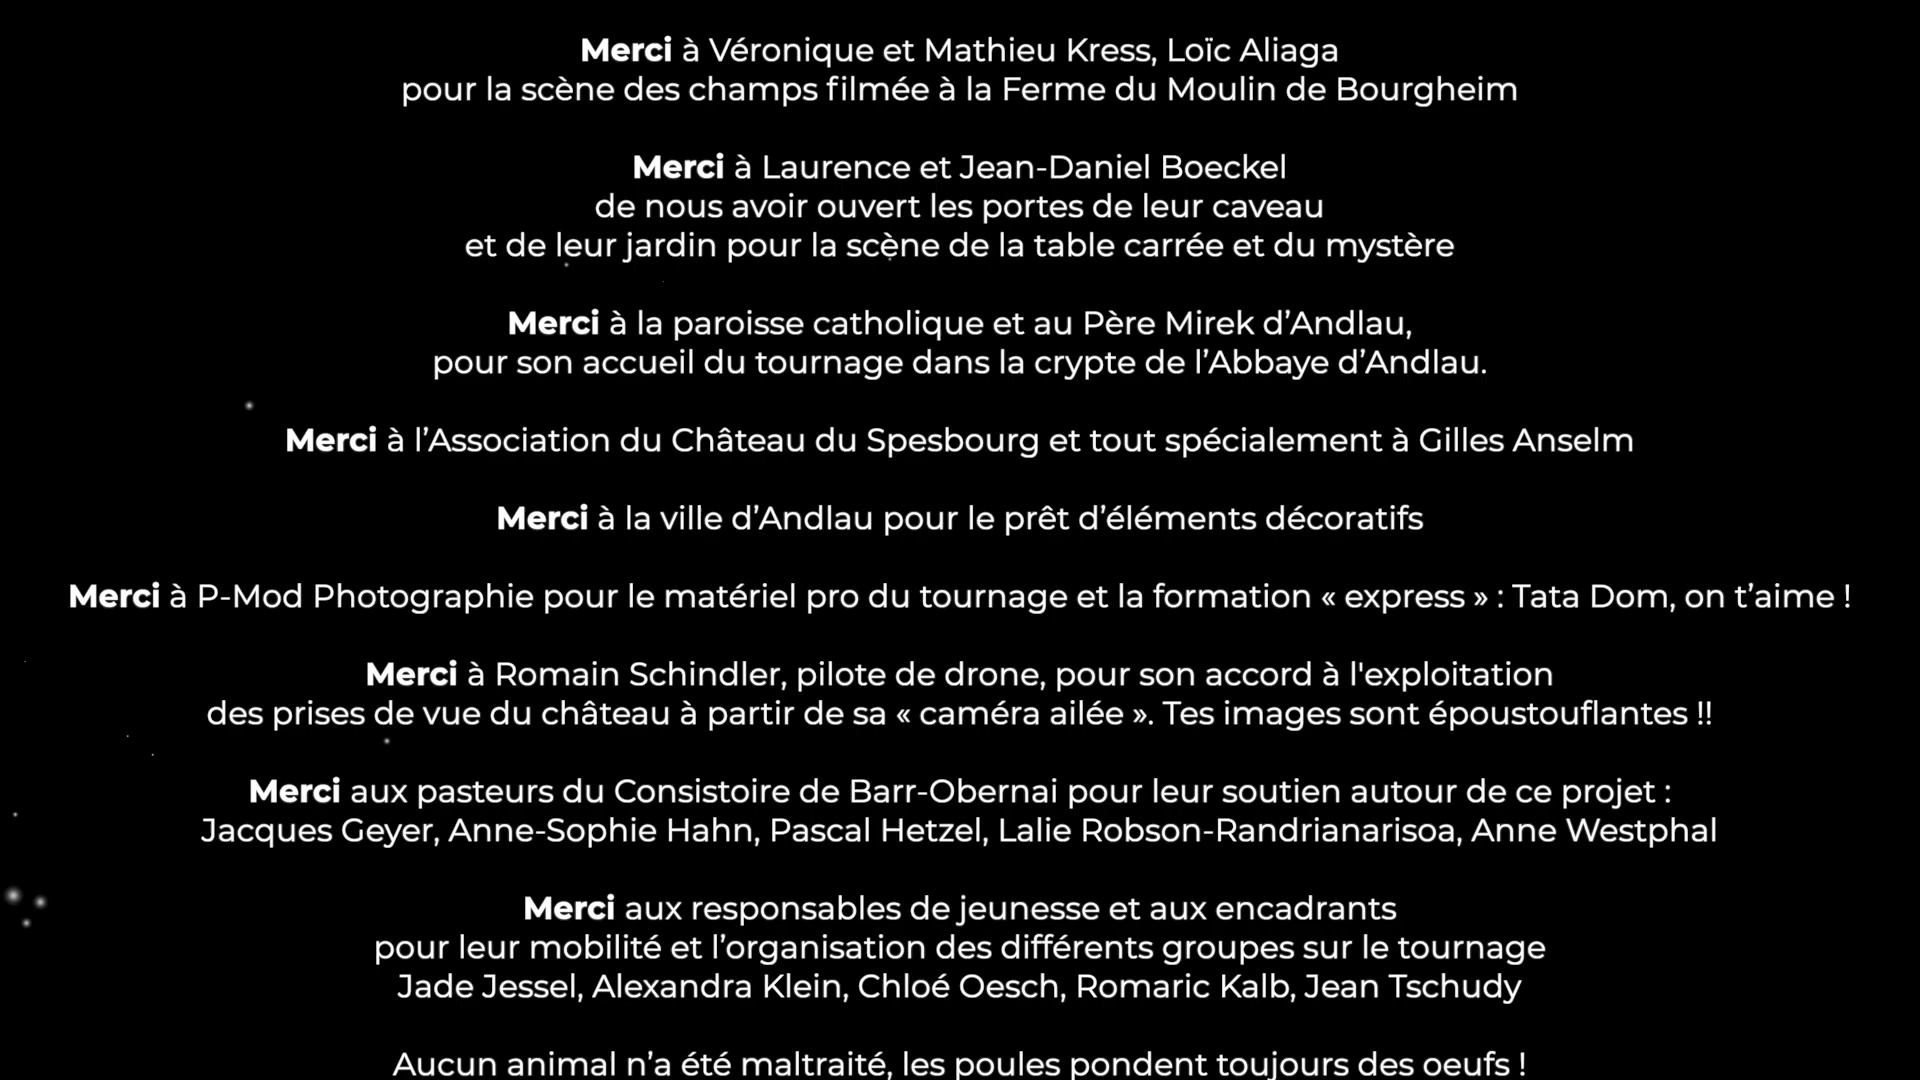 Merci à Véronique et Mathieu Kress, Loïc Aliaga
pour la scène des champs filmée à la Ferme du Moulin de Bourgheim
Merci à Laurence et Jean-Daniel Boeckel
de nous avoir ouvert les portes de leur caveau
et de leur jardin pour la scène de la table carrée et du mystère
Merci à la paroisse catholique et au Père Mirek d’Andlau,
pour son accueil du tournage dans la crypte de l’Abbaye d’Andlau.
Merci à l’Association du Château du Spesbourg et tout spécialement à Gilles Anselm
Merci à la ville d’Andlau pour le prêt d’éléments décoratifs
Merci à P-Mod Photographie pour le matériel pro du tournage et la formation « express » : Tata Dom, on t’aime !
Merci à Romain Schindler, pilote de drone, pour son accord à l'exploitation
des prises de vue du château à partir de sa « caméra ailée ». Tes images sont époustouflantes !!
Merci aux pasteurs du Consistoire de Barr-Obernai pour leur soutien autour de ce projet :
Jacques Geyer, Anne-Sophie Hahn, Pascal Hetzel, Lalie Robson-Randrianarisoa, Anne Westphal
Merci aux responsables de jeunesse et aux encadrants
pour leur mobilité et l’organisation des différents groupes sur le tournage
Jade Jessel, Alexandra Klein, Chloé Oesch, Romaric Kalb, Jean Tschudy
Aucun animal n’a été maltraité, les poules pondent toujours des oeufs !